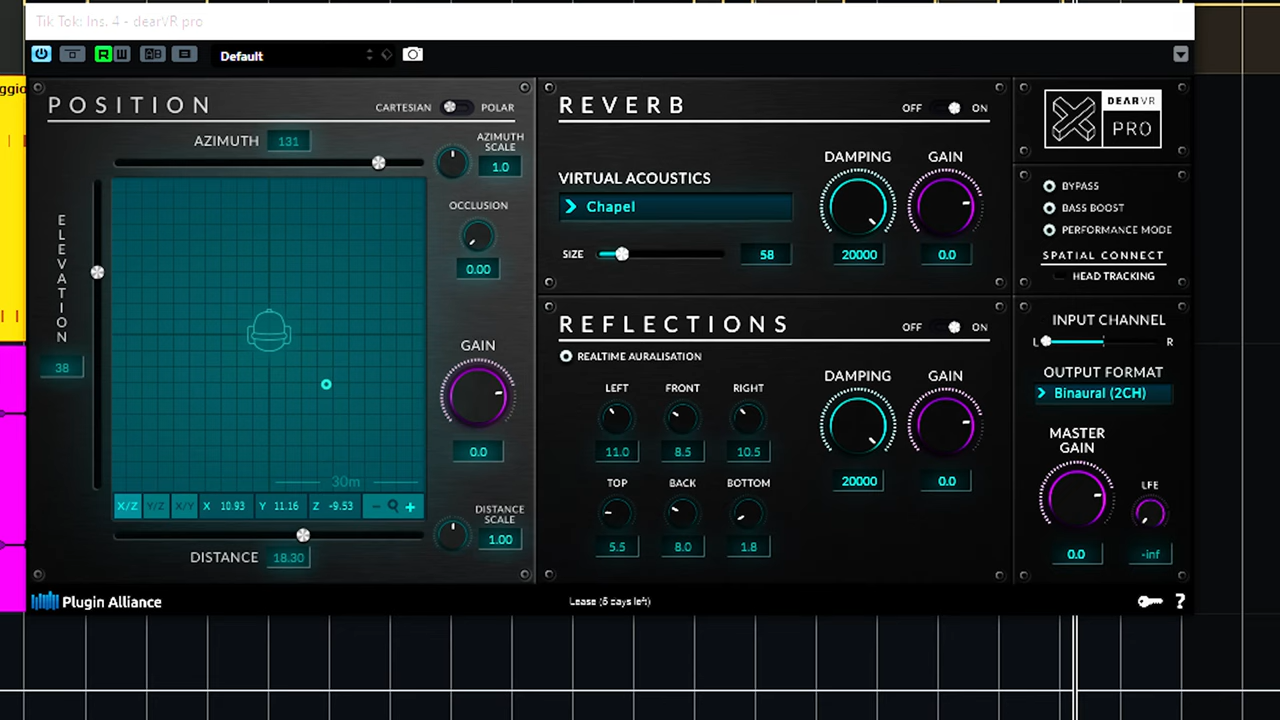 Tik Tok: Ins. 4 - dearVR pro
R
A B
Default
ggio
POSITION
CARTESIAN
POLAR
AZIMUTH
131
AZIMUTH
SCALE
1.0
OCCLUSION
0.00
ELEVATION
38
GAIN
0.0
30m
X/Z
Y/Z
X/Y
X 10.93
Y 11.16
Z -9.53
- +
DISTANCE
SCALE
1.00
DISTANCE
18.30
REVERB
OFF
ON
VIRTUAL ACOUSTICS
Chapel
SIZE
58
DAMPING
20000
GAIN
0.0
REFLECTIONS
OFF
ON
REALTIME AURALISATION
LEFT
FRONT
RIGHT
11.0
8.5
10.5
TOP
BACK
BOTTOM
5.5
8.0
1.8
DAMPING
20000
GAIN
0.0
DEARVR
PRO
BYPASS
BASS BOOST
PERFORMANCE MODE
SPATIAL CONNECT
HEAD TRACKING
INPUT CHANNEL
L
R
OUTPUT FORMAT
Binaural (2CH)
MASTER
GAIN
0.0
LFE
-inf
Plugin Alliance
Lease (6 days left)
?